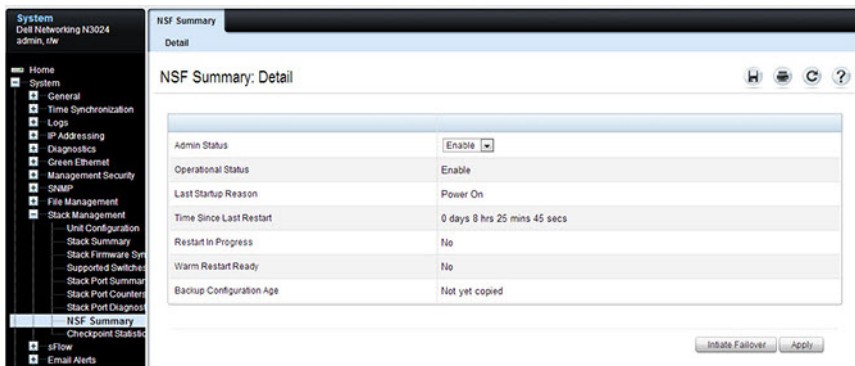 System
Dell Networking N3024
admin, r/w
Home
System
General
Time Synchronization
Logs
IP Addressing
Diagnostics
Green Ethernet
Management Security
SNMP
File Management
Stack Management
Unit Configuration
Stack Summary
Stack Firmware Syn
Supported Switches
Stack Port Summar
Stack Port Counters
Stack Port Diagnost
NSF Summary
Checkpoint Statistic
sFlow
Email Alerts
NSF Summary
Detail
NSF Summary: Detail
Admin Status Enable
Operational Status Enable
Last Startup Reason Power On
Time Since Last Restart 0 days 8 hrs 25 mins 45 secs
Restart In Progress No
Warm Restart Ready No
Backup Configuration Age Not yet copied
Initiate Failover Apply